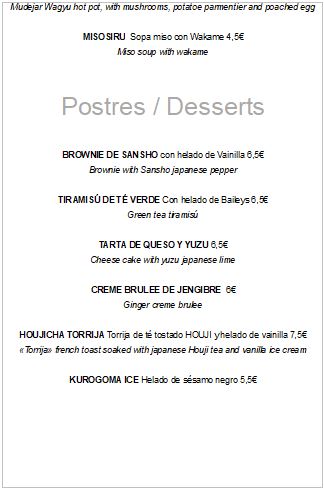 Mudejar Wagyu hot pot, with mushrooms, potatoe parmentier and poached egg
MISOSIRU Sopa miso con Wakame 4,5€
Miso soup with wakame
Postres / Desserts
BROWNIE DE SANSHO con helado de Vainilla 6,5€
Brownie with Sansho japanese pepper
TIRAMISÚ DE TÉ VERDE Con helado de Baileys 6,5€
Green tea tiramisú
TARTA DE QUESO Y YUZU 6,5€
Cheese cake with yuzu japanese lime
CREME BRULEE DE JENGIBRE 6€
Ginger creme brulee
HOUJICHA TORRIJA Torrija de té tostado HOUJI y helado de vainilla 7,5€
«Torrija» french toast soaked with japanese Houji tea and vanilla ice cream
KUROGOMA ICE Helado de sésamo negro 5,5€